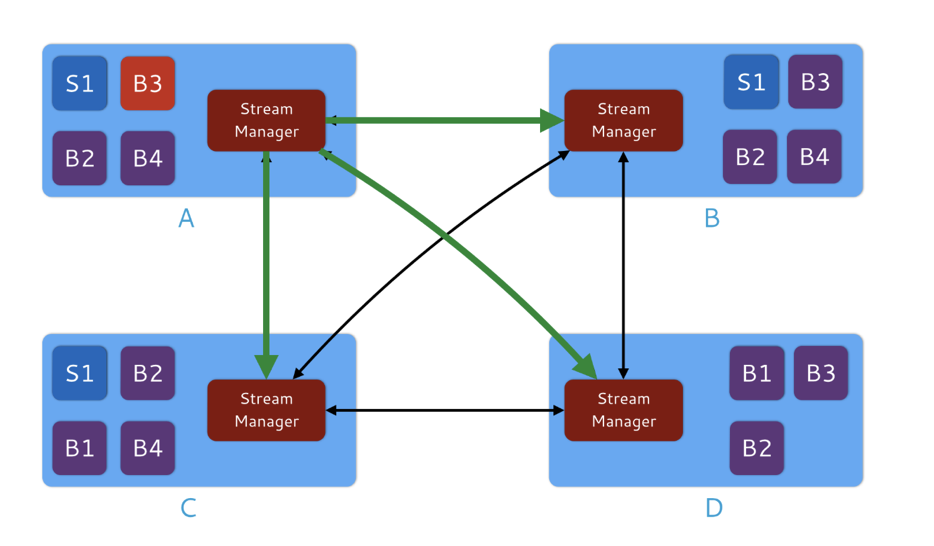 S1 B3
Stream
Manager
B2 B4
A
S1 B3
Stream
Manager
B2 B4
B
S1 B2
Stream
Manager
B1 B4
C
B1 B3
Stream
Manager
B2
D